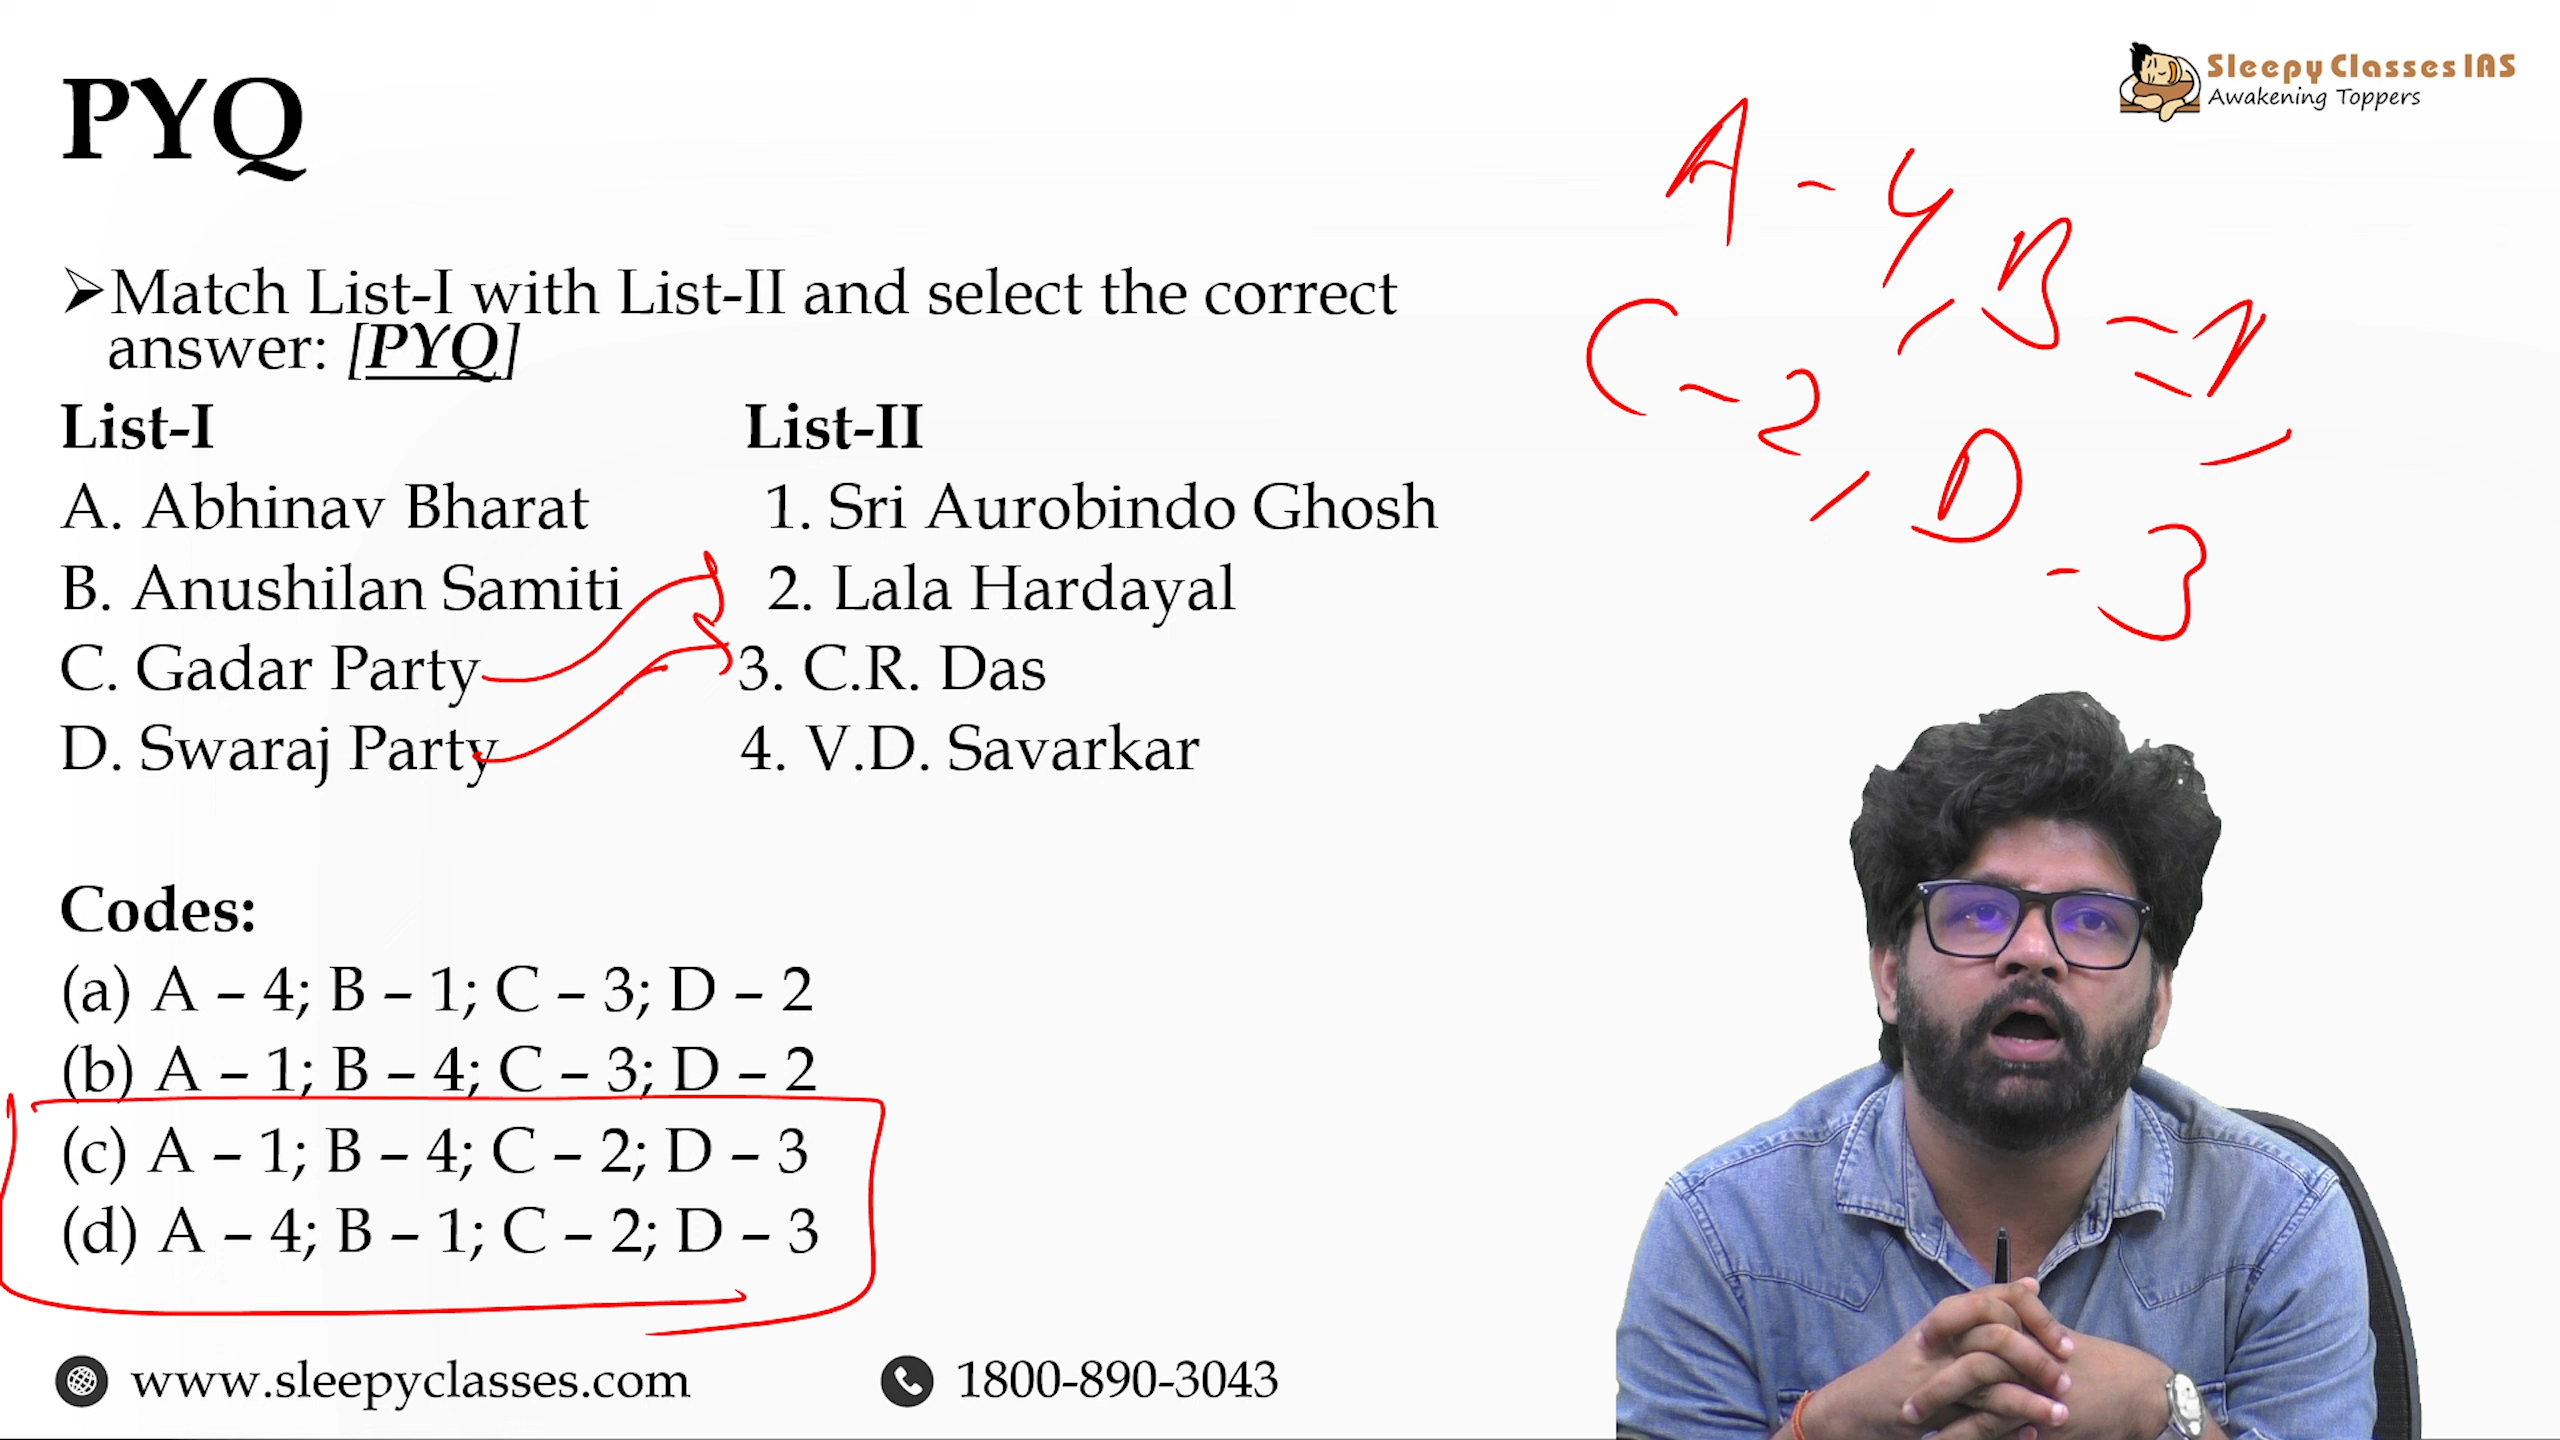 PYQ
Sleepy Classes IAS
Awakening Toppers
➢Match List-I with List-II and select the correct
answer: [PYQ]
List-I List-II
A. Abhinav Bharat 1. Sri Aurobindo Ghosh
B. Anushilan Samiti 2. Lala Hardayal
C. Gadar Party 3. C.R. Das
D. Swaraj Party 4. V.D. Savarkar
Codes:
(a) A – 4; B – 1; C – 3; D – 2
(b) A – 1; B – 4; C – 3; D – 2
(c) A – 1; B – 4; C – 2; D – 3
(d) A – 4; B – 1; C – 2; D – 3
A - 4, B - 1,
C - 2, D - 3
www.sleepyclasses.com 1800-890-3043